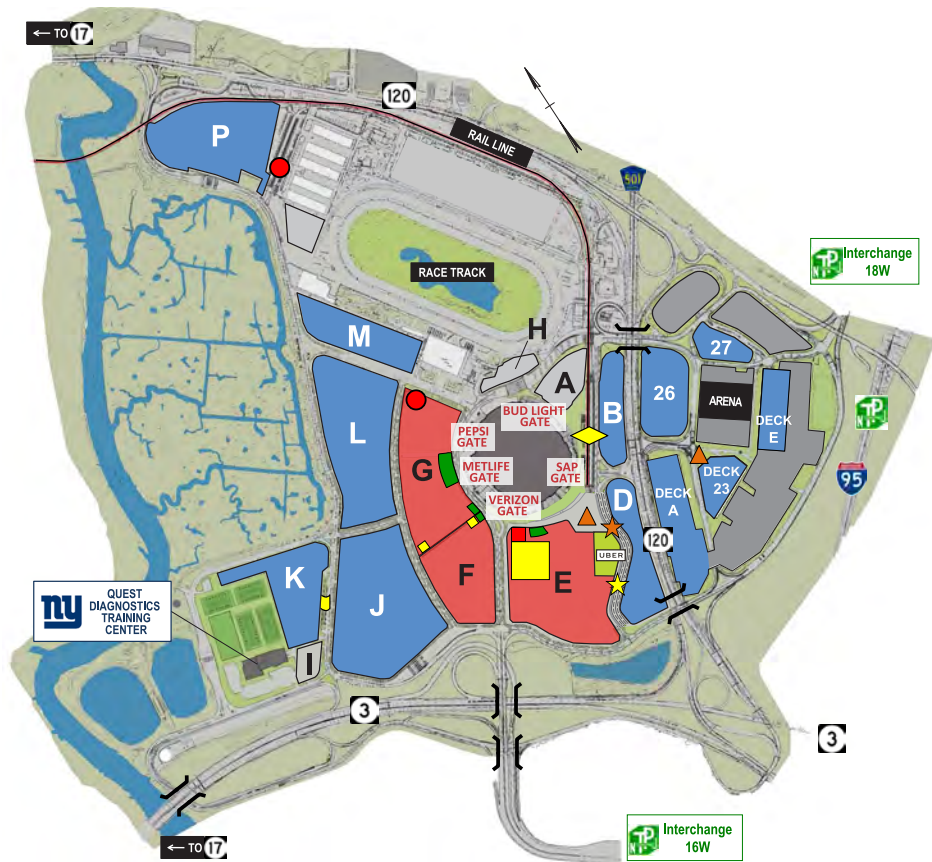 ← TO 17
120
P
RAIL LINE
501
Interchange
18W
RACE TRACK
H
M
27
A
26
ARENA
B
BUD LIGHT
GATE
DECK
E
L
PEPSI
GATE
G
METLIFE
GATE
SAP
GATE
DECK
23
95
VERIZON
GATE
D
DECK
A
120
UBER
F
E
K
J
ny
QUEST
DIAGNOSTICS
TRAINING
CENTER
I
3
3
Interchange
16W
← TO 17